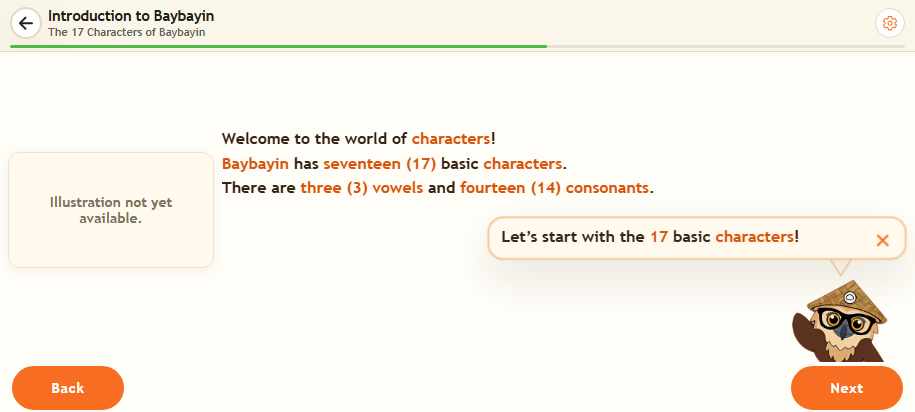 Introduction to Baybayin
The 17 Characters of Baybayin
Welcome to the world of characters!
Baybayin has seventeen (17) basic characters.
There are three (3) vowels and fourteen (14) consonants.
Illustration not yet
available.
Let’s start with the 17 basic characters!
Back
Next